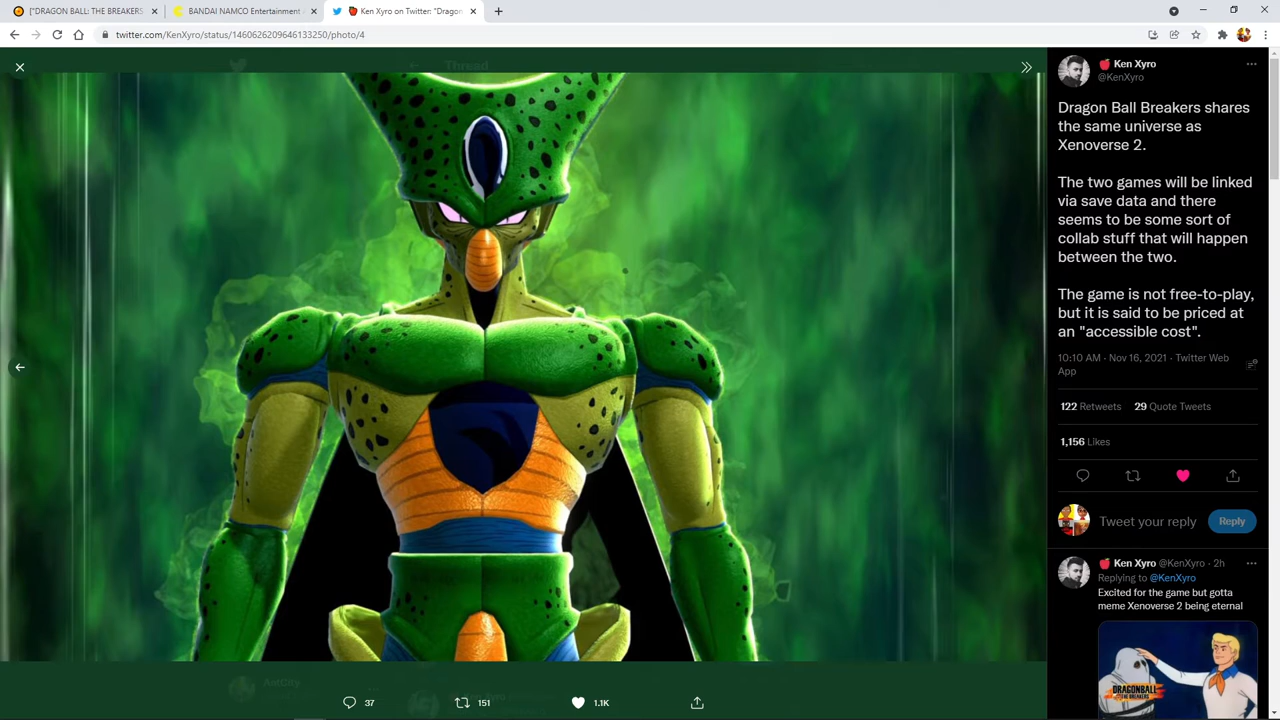 ["DRAGON BALL: THE BREAKERS
BANDAI NAMCO Entertainment
Ken Xyro on Twitter: "Dragon
twitter.com/KenXyro/status/1460626209646133250/photo/4
Thread
Ken Xyro
@KenXyro
Dragon Ball Breakers shares
the same universe as
Xenoverse 2.
The two games will be linked
via save data and there
seems to be some sort of
collab stuff that will happen
between the two.
The game is not free-to-play,
but it is said to be priced at
an "accessible cost".
10:10 AM · Nov 16, 2021 · Twitter Web
App
122 Retweets 29 Quote Tweets
1,156 Likes
Tweet your reply Reply
Ken Xyro @KenXyro · 2h
Replying to @KenXyro
Excited for the game but gotta
meme Xenoverse 2 being eternal
DRAGONBALL
THE BREAKERS
AntCity
37 151 1.1K